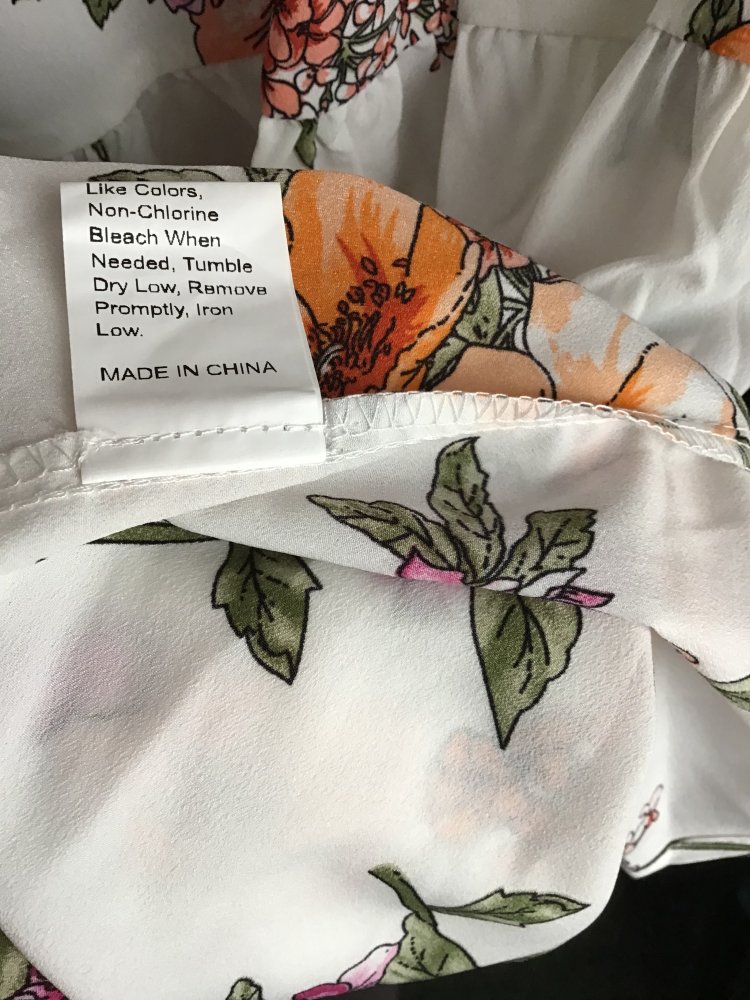 Like Colors,
Non-Chlorine
Bleach When
Needed, Tumble
Dry Low, Remove
Promptly, Iron
Low.
MADE IN CHINA